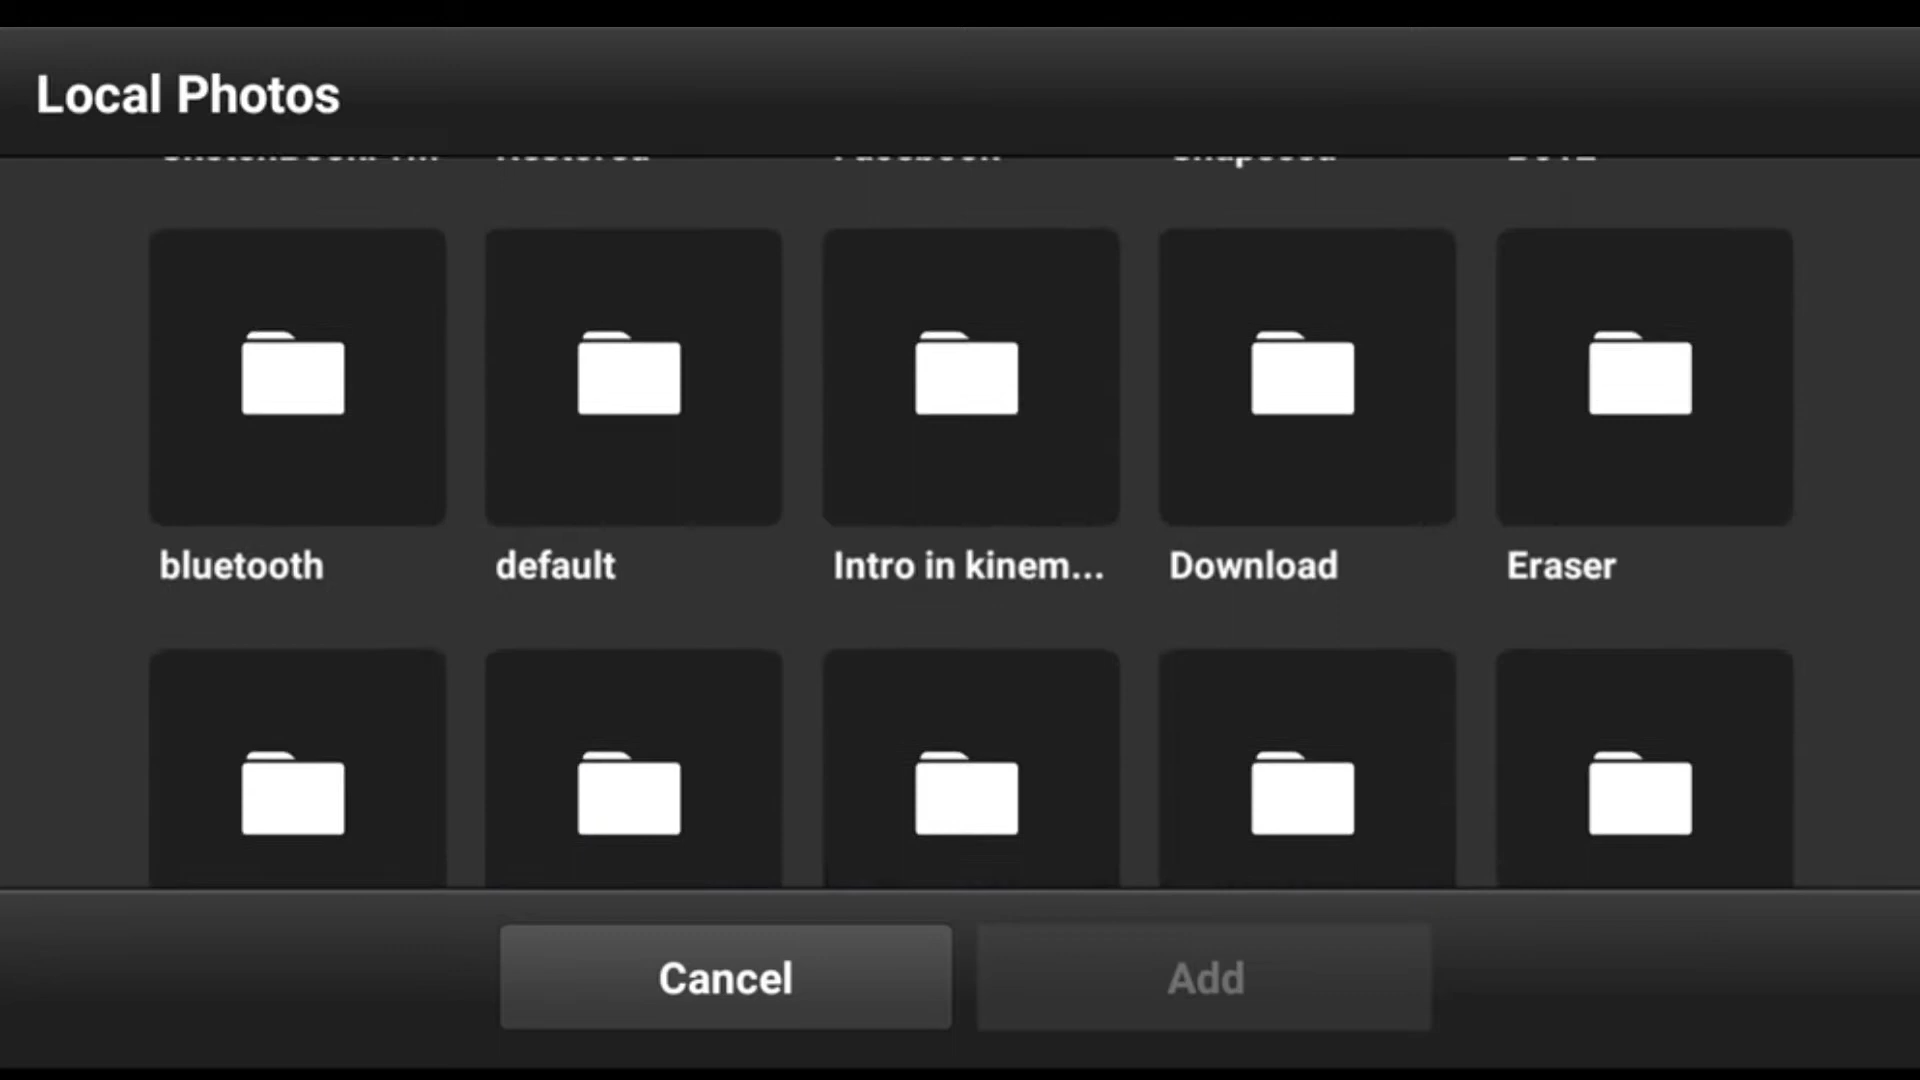 Local Photos
bluetooth
default
Intro in kinem...
Download
Eraser
Cancel
Add